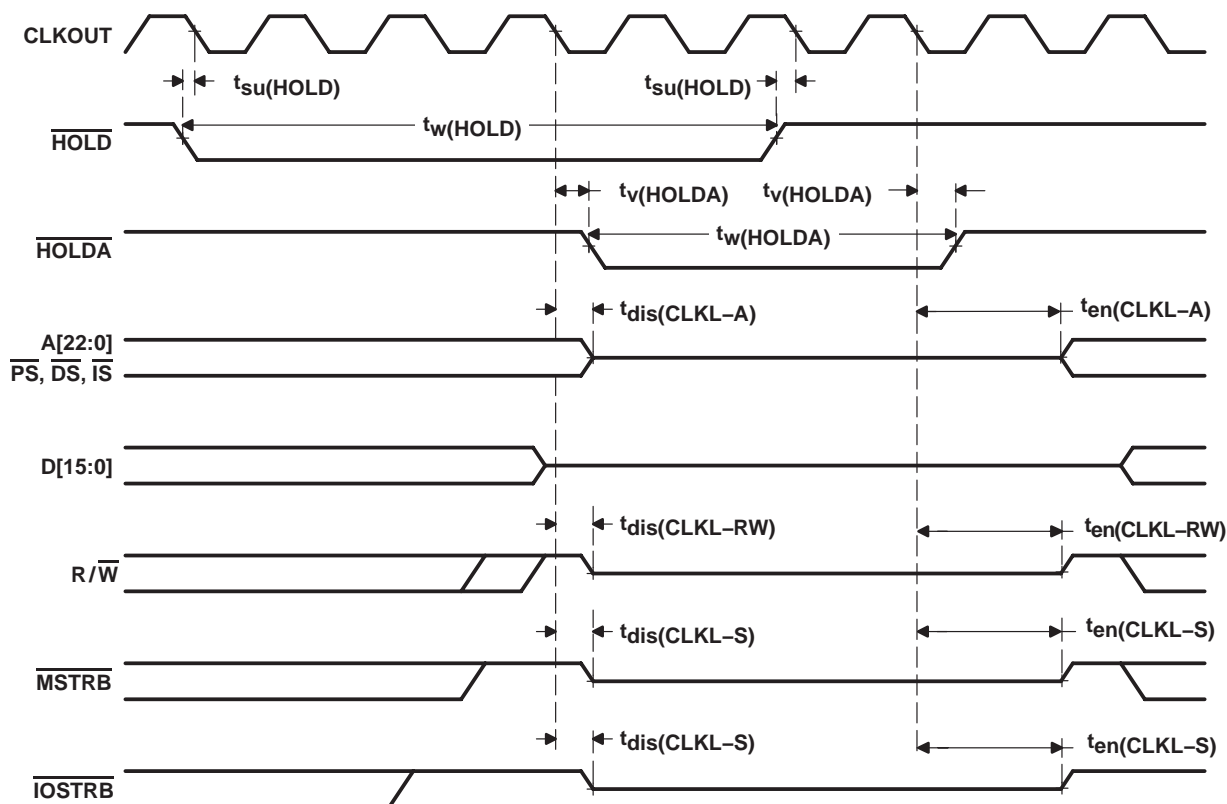 CLKOUT
tsu(HOLD) tsu(HOLD)
HOLD
tw(HOLD)
tv(HOLDA) tv(HOLDA)
HOLDA
tw(HOLDA)
tdis(CLKL–A) ten(CLKL–A)
A[22:0]
PS, DS, IS
D[15:0]
tdis(CLKL–RW) ten(CLKL–RW)
R/W
tdis(CLKL–S) ten(CLKL–S)
MSTRB
tdis(CLKL–S) ten(CLKL–S)
IOSTRB